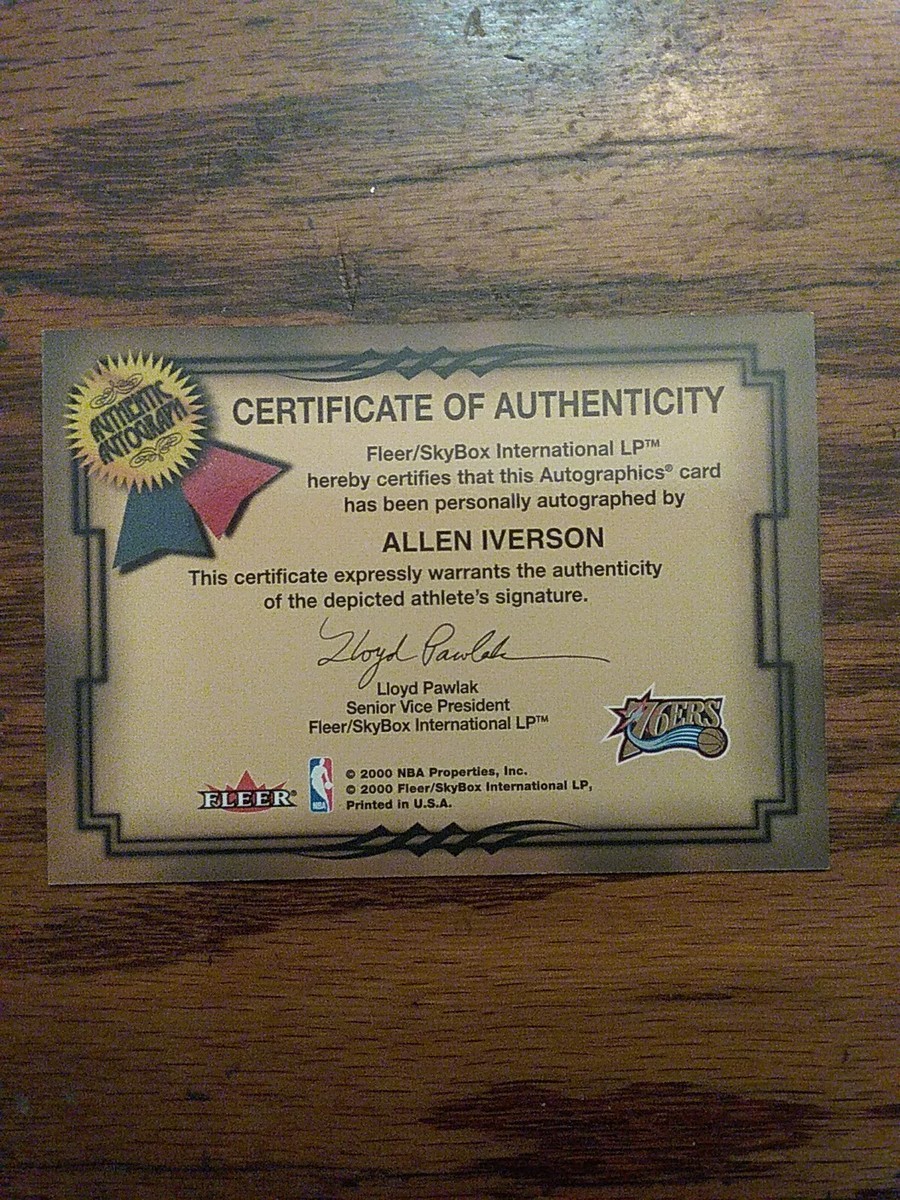 AUTHENTIC
AUTOGRAPH
CERTIFICATE OF AUTHENTICITY
Fleer/SkyBox International LP™
hereby certifies that this Autographics® card
has been personally autographed by
ALLEN IVERSON
This certificate expressly warrants the authenticity
of the depicted athlete's signature.
Lloyd Pawlak
Lloyd Pawlak
Senior Vice President
Fleer/SkyBox International LP™
76ERS
FLEER®
NBA
© 2000 NBA Properties, Inc.
© 2000 Fleer/SkyBox International LP,
Printed in U.S.A.